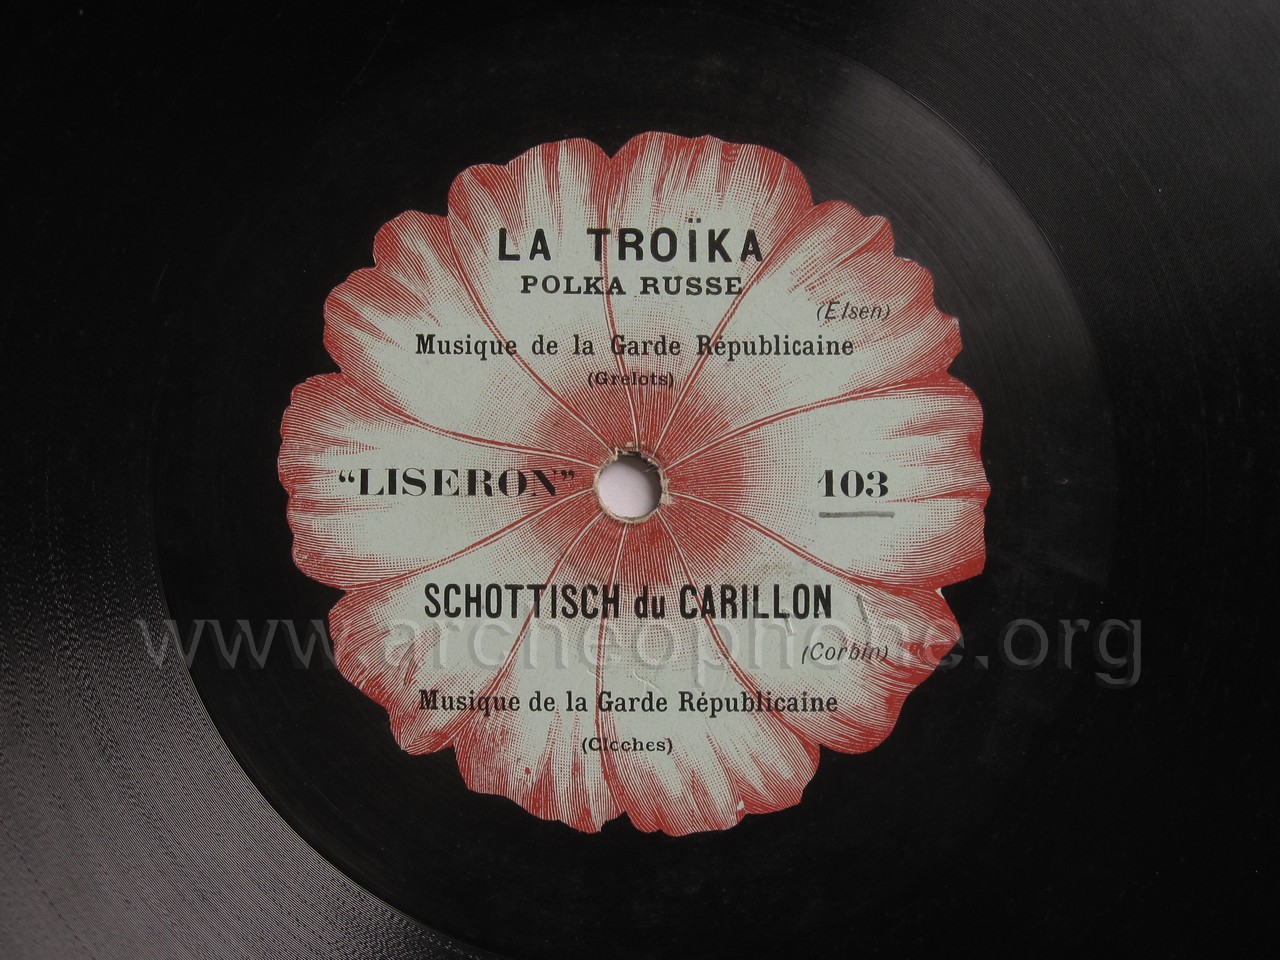 LA TROÏKA
POLKA RUSSE
(Elsen)
Musique de la Garde Républicaine
(Grelots)
"LISERON" 103
SCHOTTISCH du CARILLON
www.archeophone.org
(Corbin)
Musique de la Garde Républicaine
(Cloches)